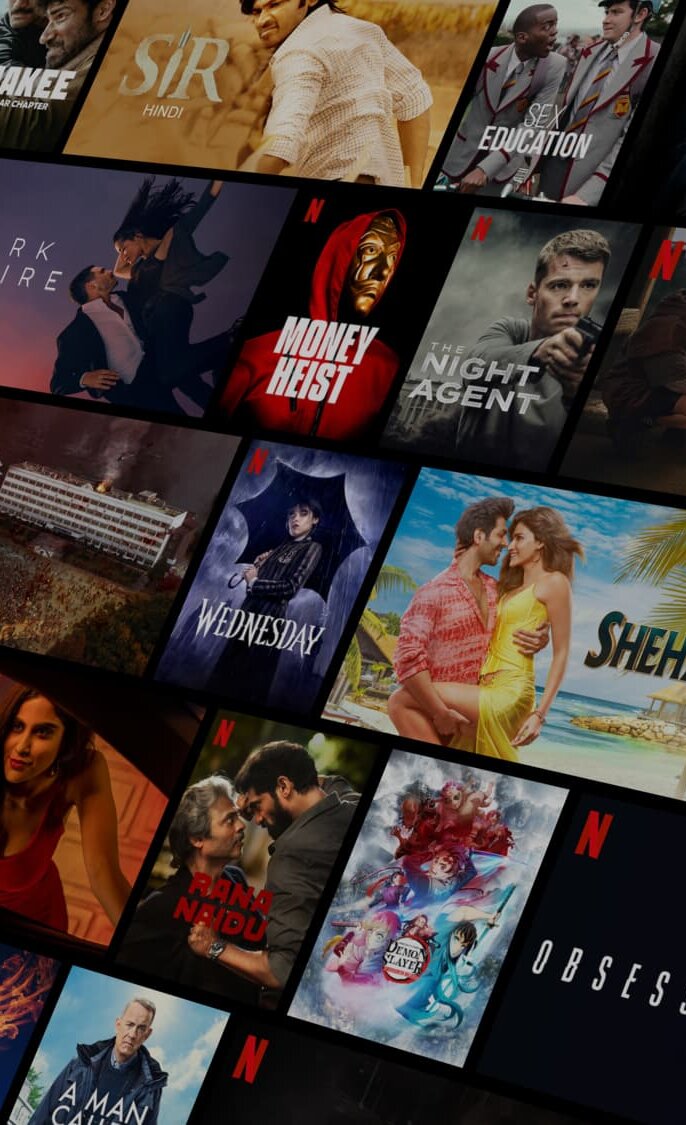 AKEE
AR CHAPTER
SIR
HINDI
SEX
EDUCATION
RK
IRE
N
MONEY
HEIST
N
THE
NIGHT
AGENT
N
N
WEDNESDAY
SHEH
N
RANA
NAIDU
DEMON
SLAYER
N
OBSESS
N
A MAN
CALLE